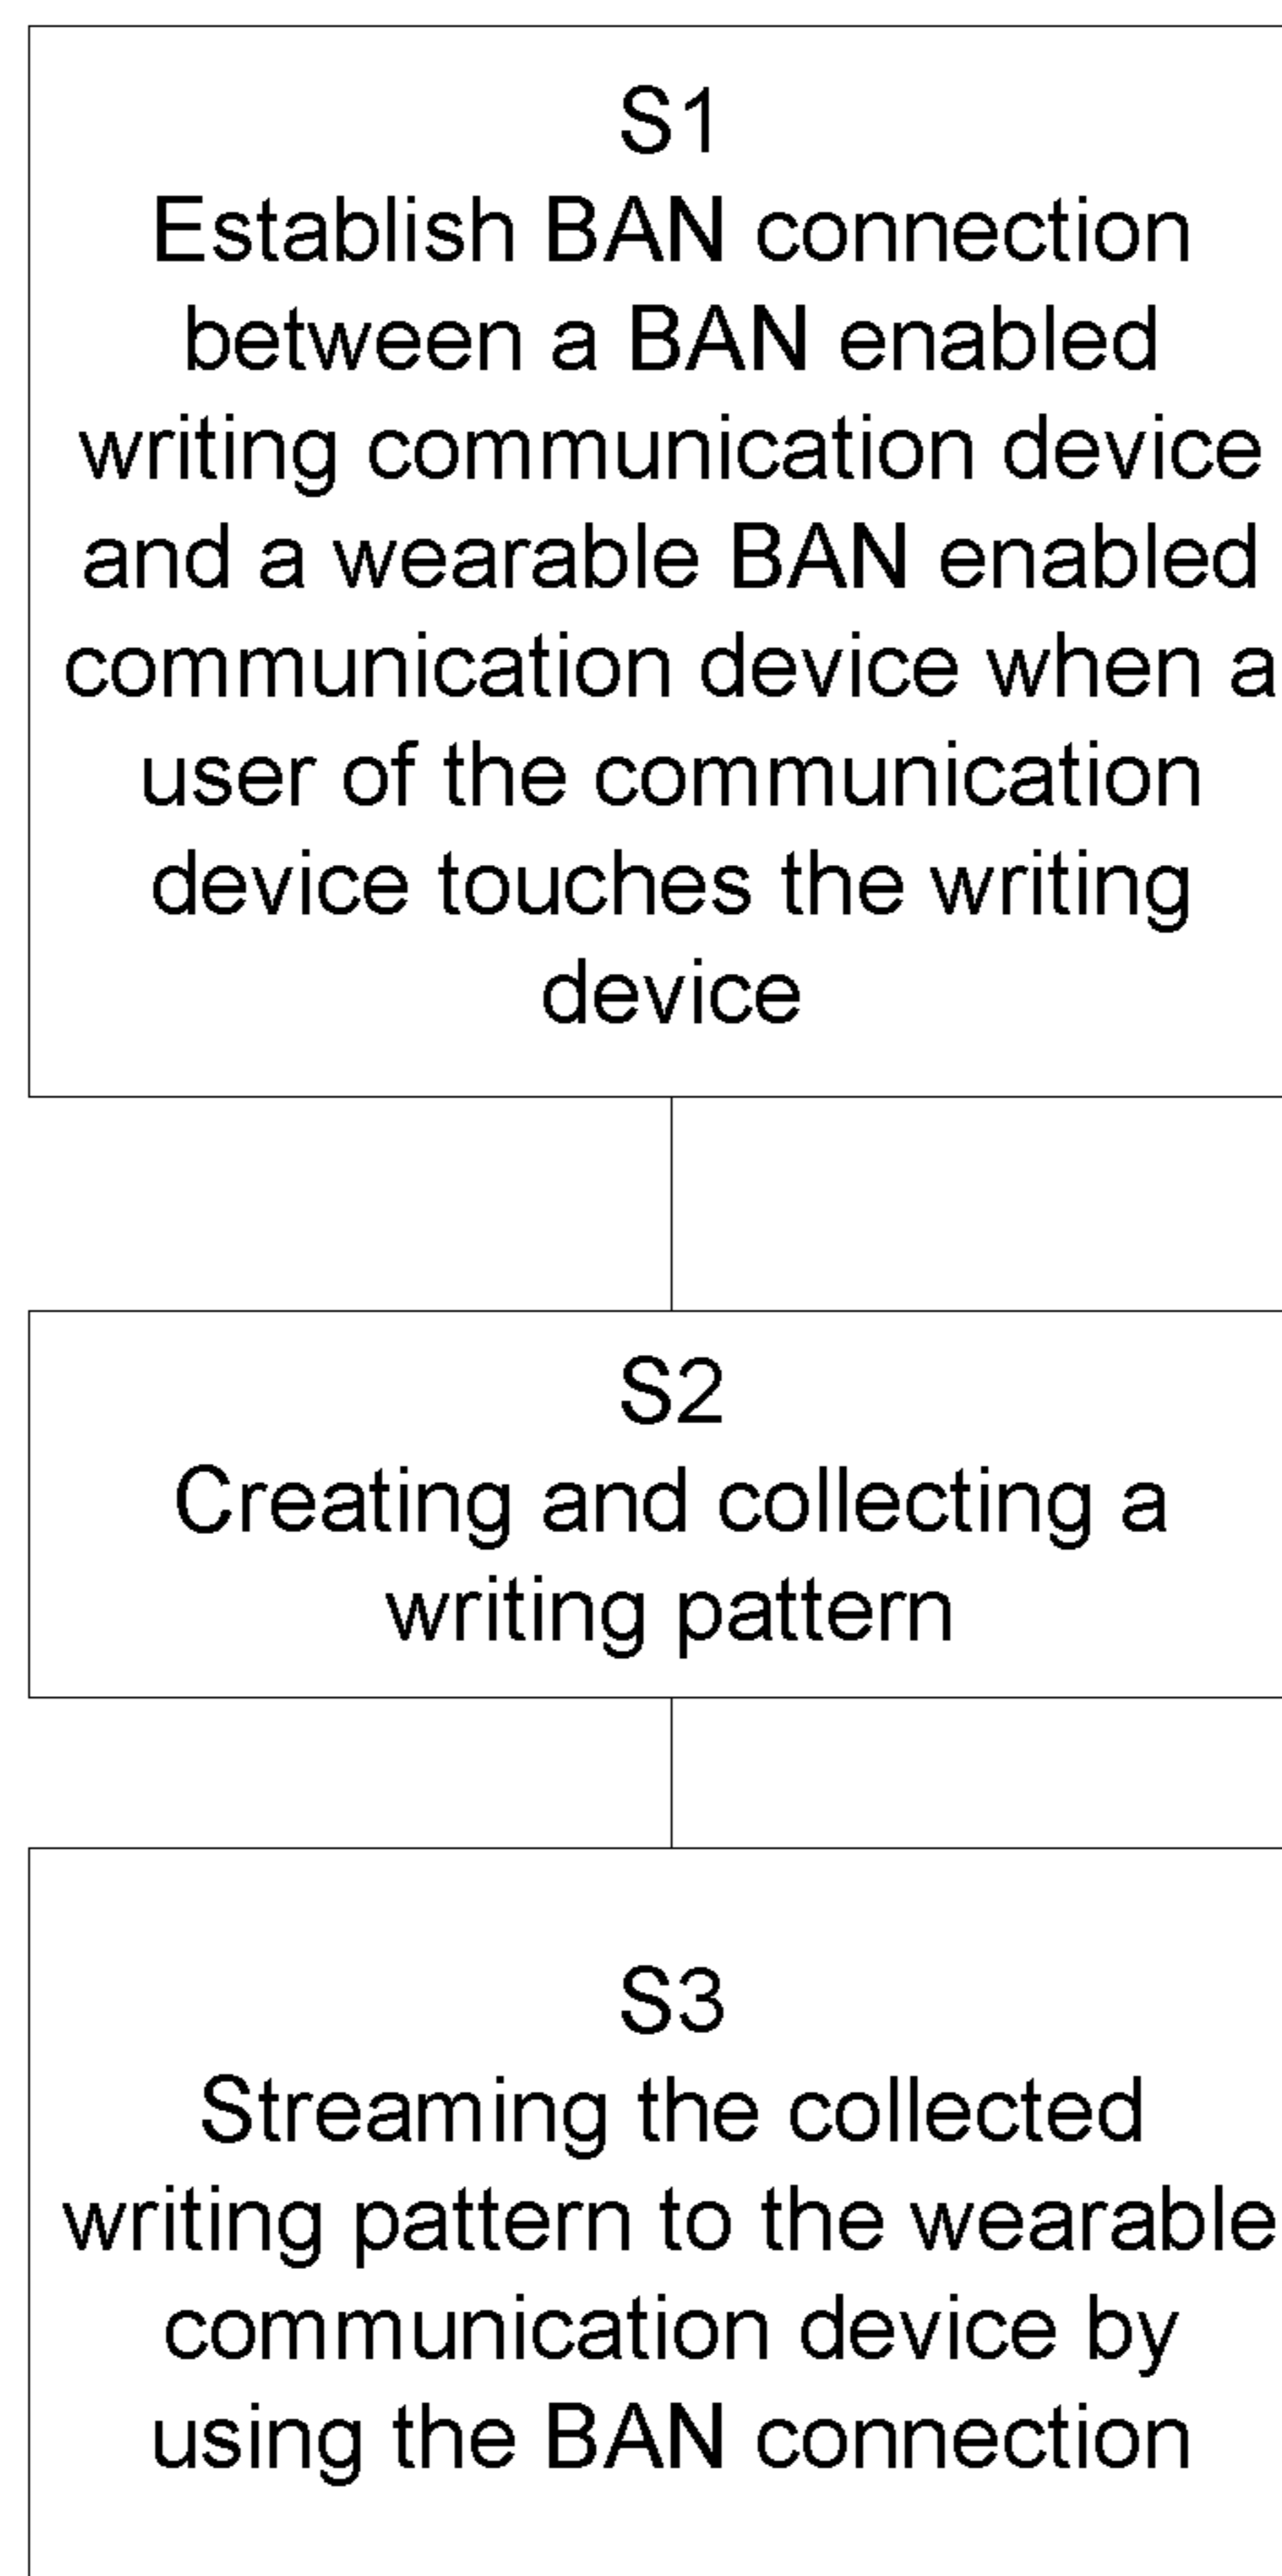 S1
Establish BAN connection
between a BAN enabled
writing communication device
and a wearable BAN enabled
communication device when a
user of the communication
device touches the writing
device
S2
Creating and collecting a
writing pattern
S3
Streaming the collected
writing pattern to the wearable
communication device by
using the BAN connection